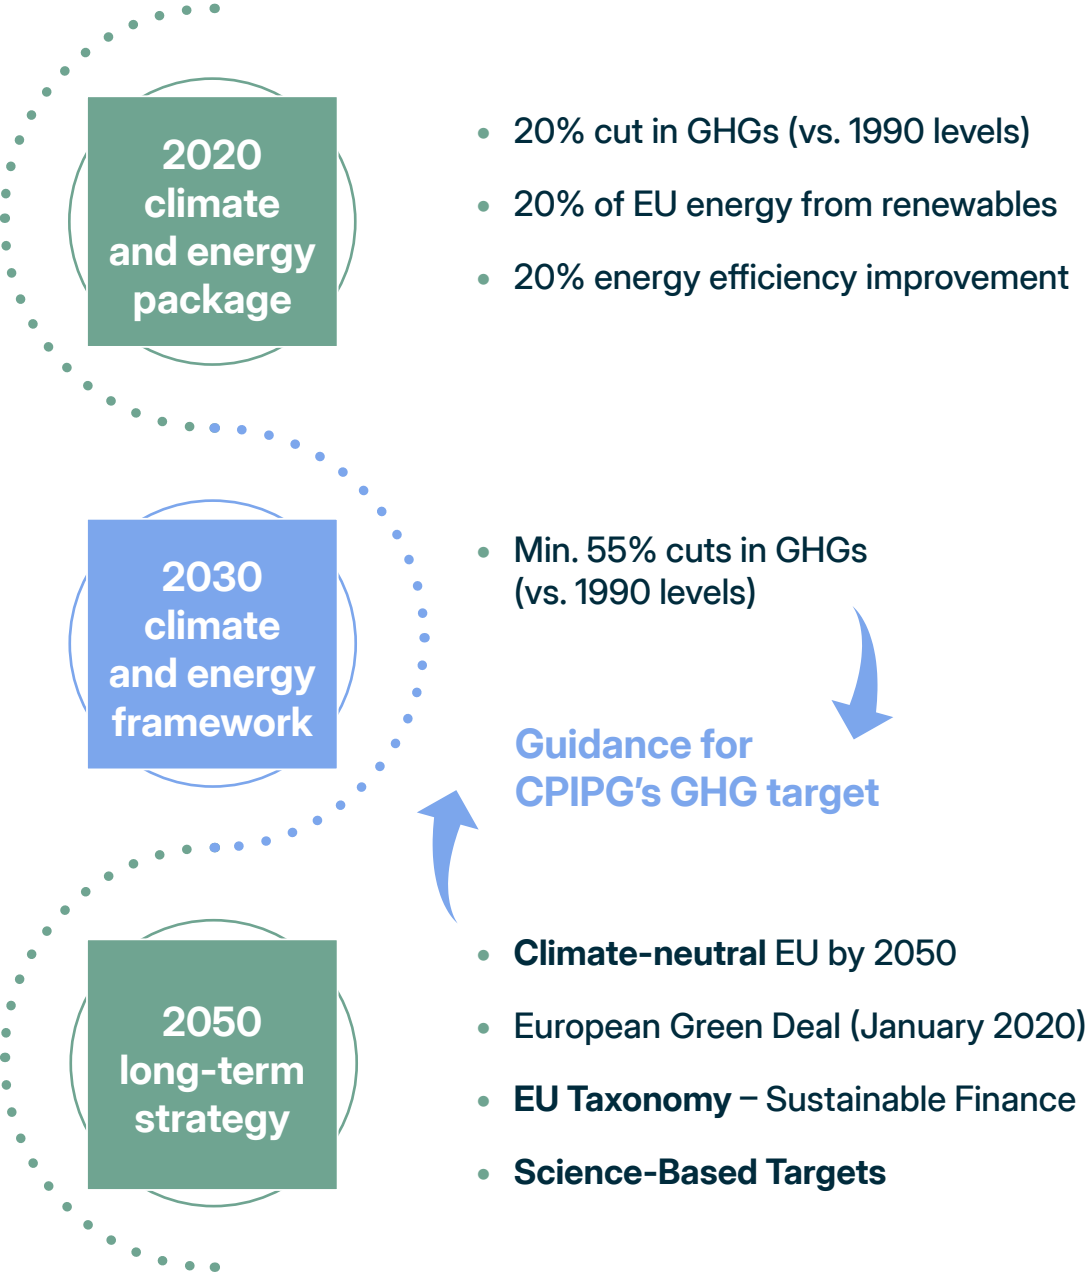 2020
climate
and energy
package
• 20% cut in GHGs (vs. 1990 levels)
• 20% of EU energy from renewables
• 20% energy efficiency improvement
2030
climate
and energy
framework
• Min. 55% cuts in GHGs
(vs. 1990 levels)
Guidance for
CPIPG’s GHG target
2050
long-term
strategy
• Climate-neutral EU by 2050
• European Green Deal (January 2020)
• EU Taxonomy – Sustainable Finance
• Science-Based Targets